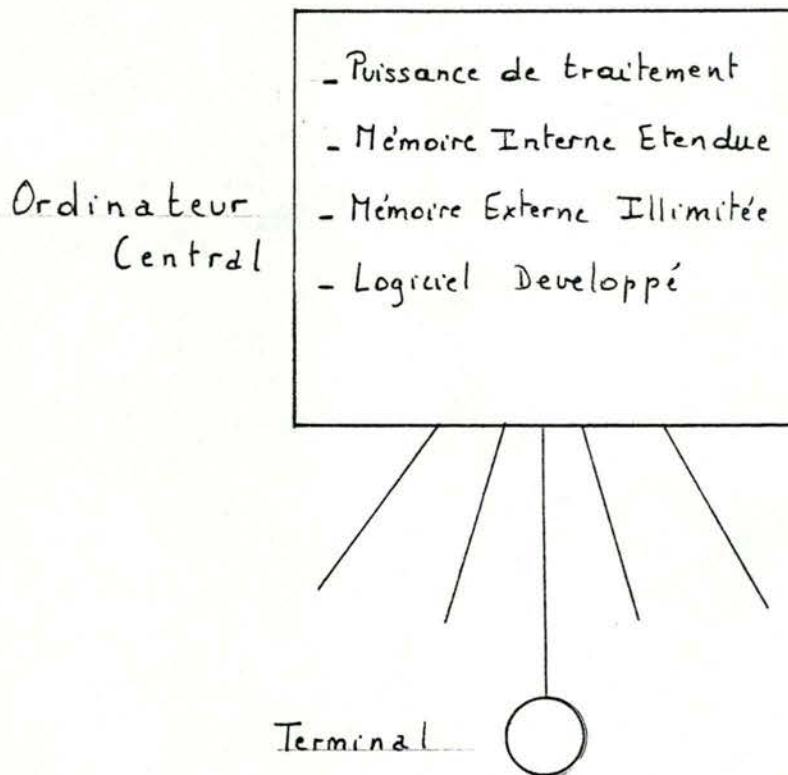 - Puissance de traitement
- Mémoire Interne Etendue
- Mémoire Externe Illimitée
- Logiciel Developpé
Ordinateur
Central
Terminal